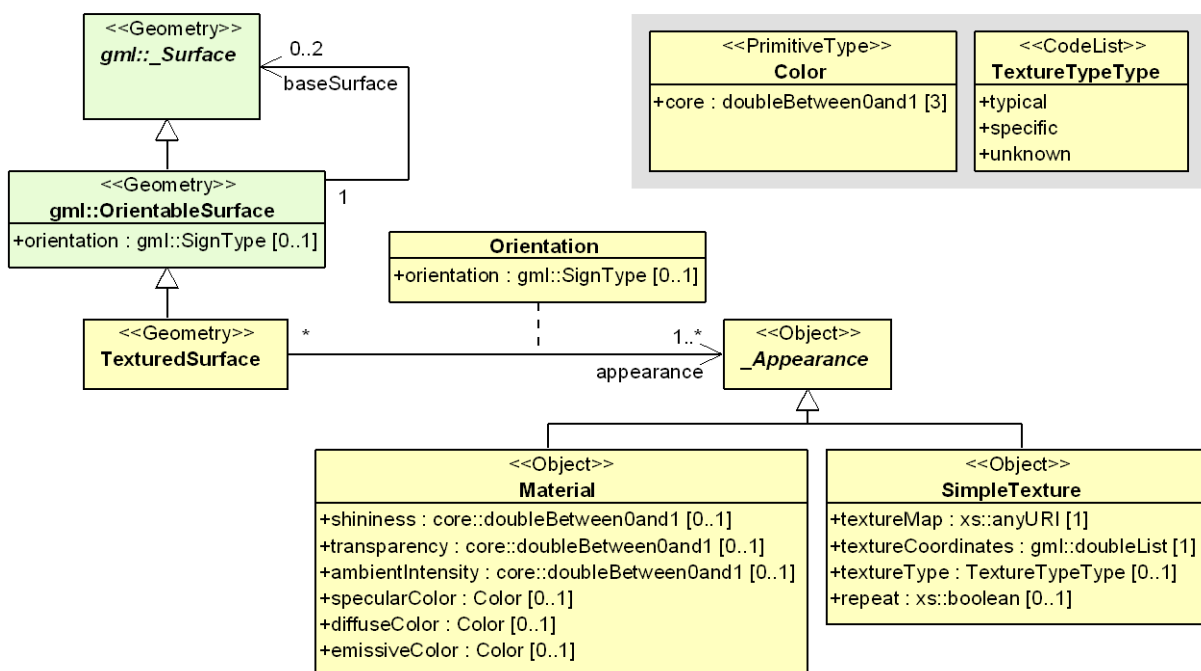 <<Geometry>>
gml::_Surface
0..2
baseSurface
1
<<Geometry>>
gml::OrientableSurface
+orientation : gml::SignType [0..1]
<<PrimitiveType>>
Color
+core : doubleBetween0and1 [3]
<<CodeList>>
TextureTypeType
+typical
+specific
+unknown
Orientation
+orientation : gml::SignType [0..1]
<<Geometry>>
TexturedSurface
*
1..*
appearance
<<Object>>
_Appearance
<<Object>>
Material
+shininess : core::doubleBetween0and1 [0..1]
+transparency : core::doubleBetween0and1 [0..1]
+ambientIntensity : core::doubleBetween0and1 [0..1]
+specularColor : Color [0..1]
+diffuseColor : Color [0..1]
+emissiveColor : Color [0..1]
<<Object>>
SimpleTexture
+textureMap : xs::anyURI [1]
+textureCoordinates : gml::doubleList [1]
+textureType : TextureTypeType [0..1]
+repeat : xs::boolean [0..1]